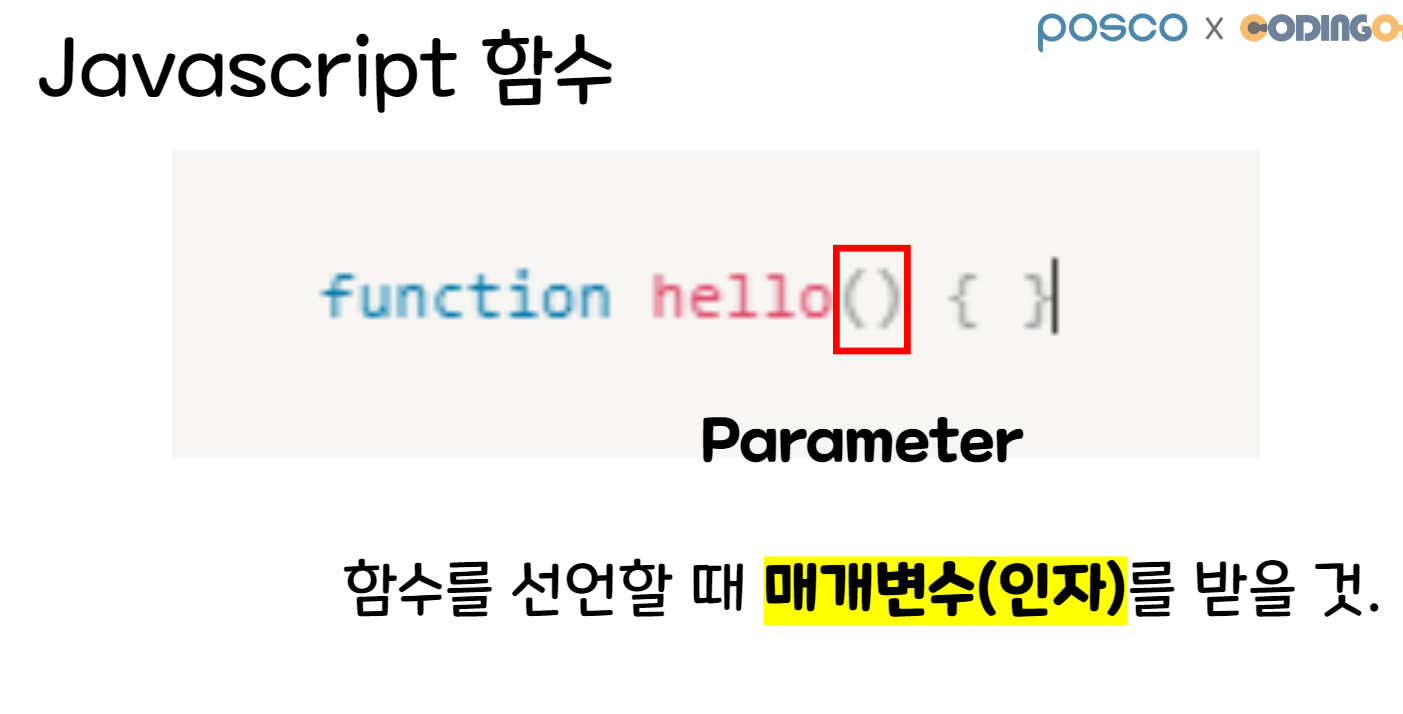 posco x CODINGO
Javascript 함수
function hello() { }
Parameter
함수를 선언할 때 매개변수(인자)를 받을 것.